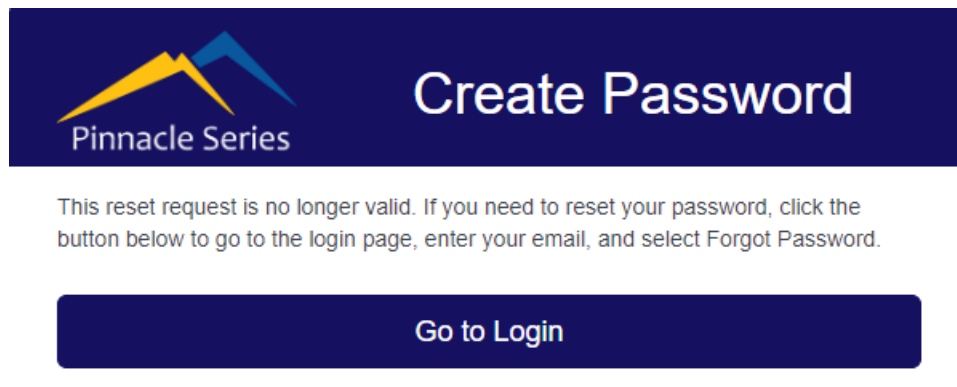 Pinnacle Series
Create Password
This reset request is no longer valid. If you need to reset your password, click the
button below to go to the login page, enter your email, and select Forgot Password.
Go to Login